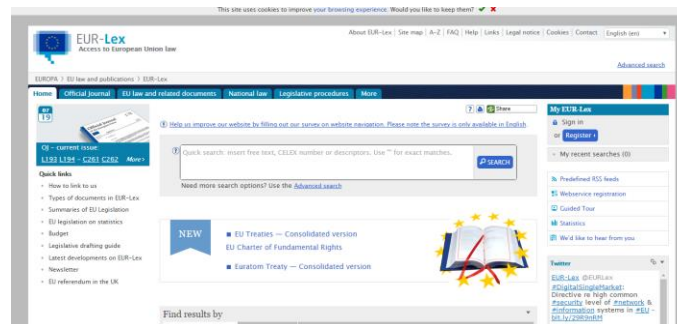 This site uses cookies to improve your browsing experience. Would you like to keep them?
EUR-Lex
Access to European Union law
About EUR-Lex | Site map | A-Z | FAQ | Help | Links | Legal notice | Cookies | Contact
English (en)
Advanced search
EUROPA > EU law and publications > EUR-Lex
Home
Official Journal
EU law and related documents
National law
Legislative procedures
More
19
OJ - current issue
L193 L194 - C261 C262 More>
Quick links
How to link to us
Types of documents in EUR-Lex
Summaries of EU Legislation
EU legislation on statistics
Budget
Legislative drafting guide
Latest developments on EUR-Lex
Newsletter
EU referendum in the UK
? Share
Help us improve our website by filling out our survey on website navigation. Please note the survey is only available in English
Quick search: insert free text, CELEX number or descriptors. Use "" for exact matches.
SEARCH
Need more search options? Use the Advanced search
NEW
EU Treaties — Consolidated version
EU Charter of Fundamental Rights
Euratom Treaty — Consolidated version
Find results by
My EUR-Lex
Sign in
or Register
My recent searches (0)
Predefined RSS feeds
Webservice registration
Guided Tour
Statistics
We'd like to hear from you
Twitter
EUR-Lex @EURLex
#DigitalSingleMarket:
Directive re high common
#security level of #network &
#information systems in #EU -